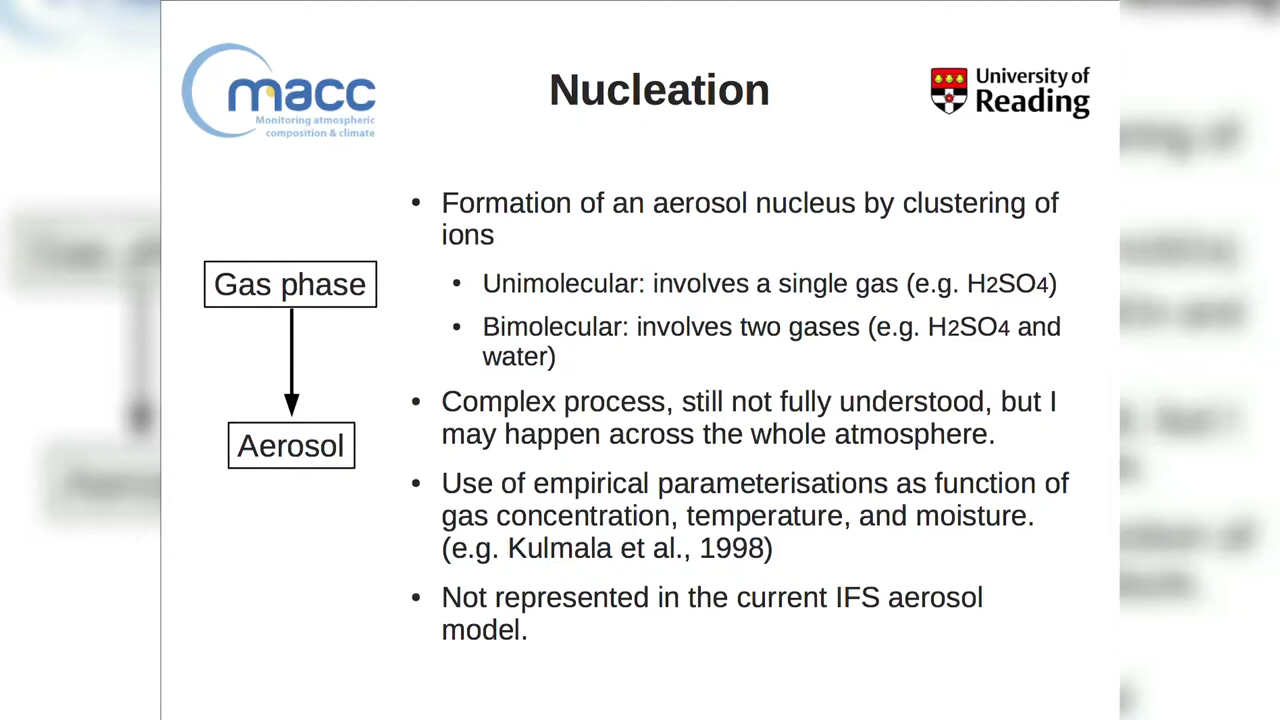 macc
Monitoring atmospheric
composition & climate
Nucleation
University of
Reading
Gas phase
Aerosol
• Formation of an aerosol nucleus by clustering of
ions
• Unimolecular: involves a single gas (e.g. H2SO4)
• Bimolecular: involves two gases (e.g. H2SO4 and
water)
• Complex process, still not fully understood, but I
may happen across the whole atmosphere.
• Use of empirical parameterisations as function of
gas concentration, temperature, and moisture.
(e.g. Kulmala et al., 1998)
• Not represented in the current IFS aerosol
model.